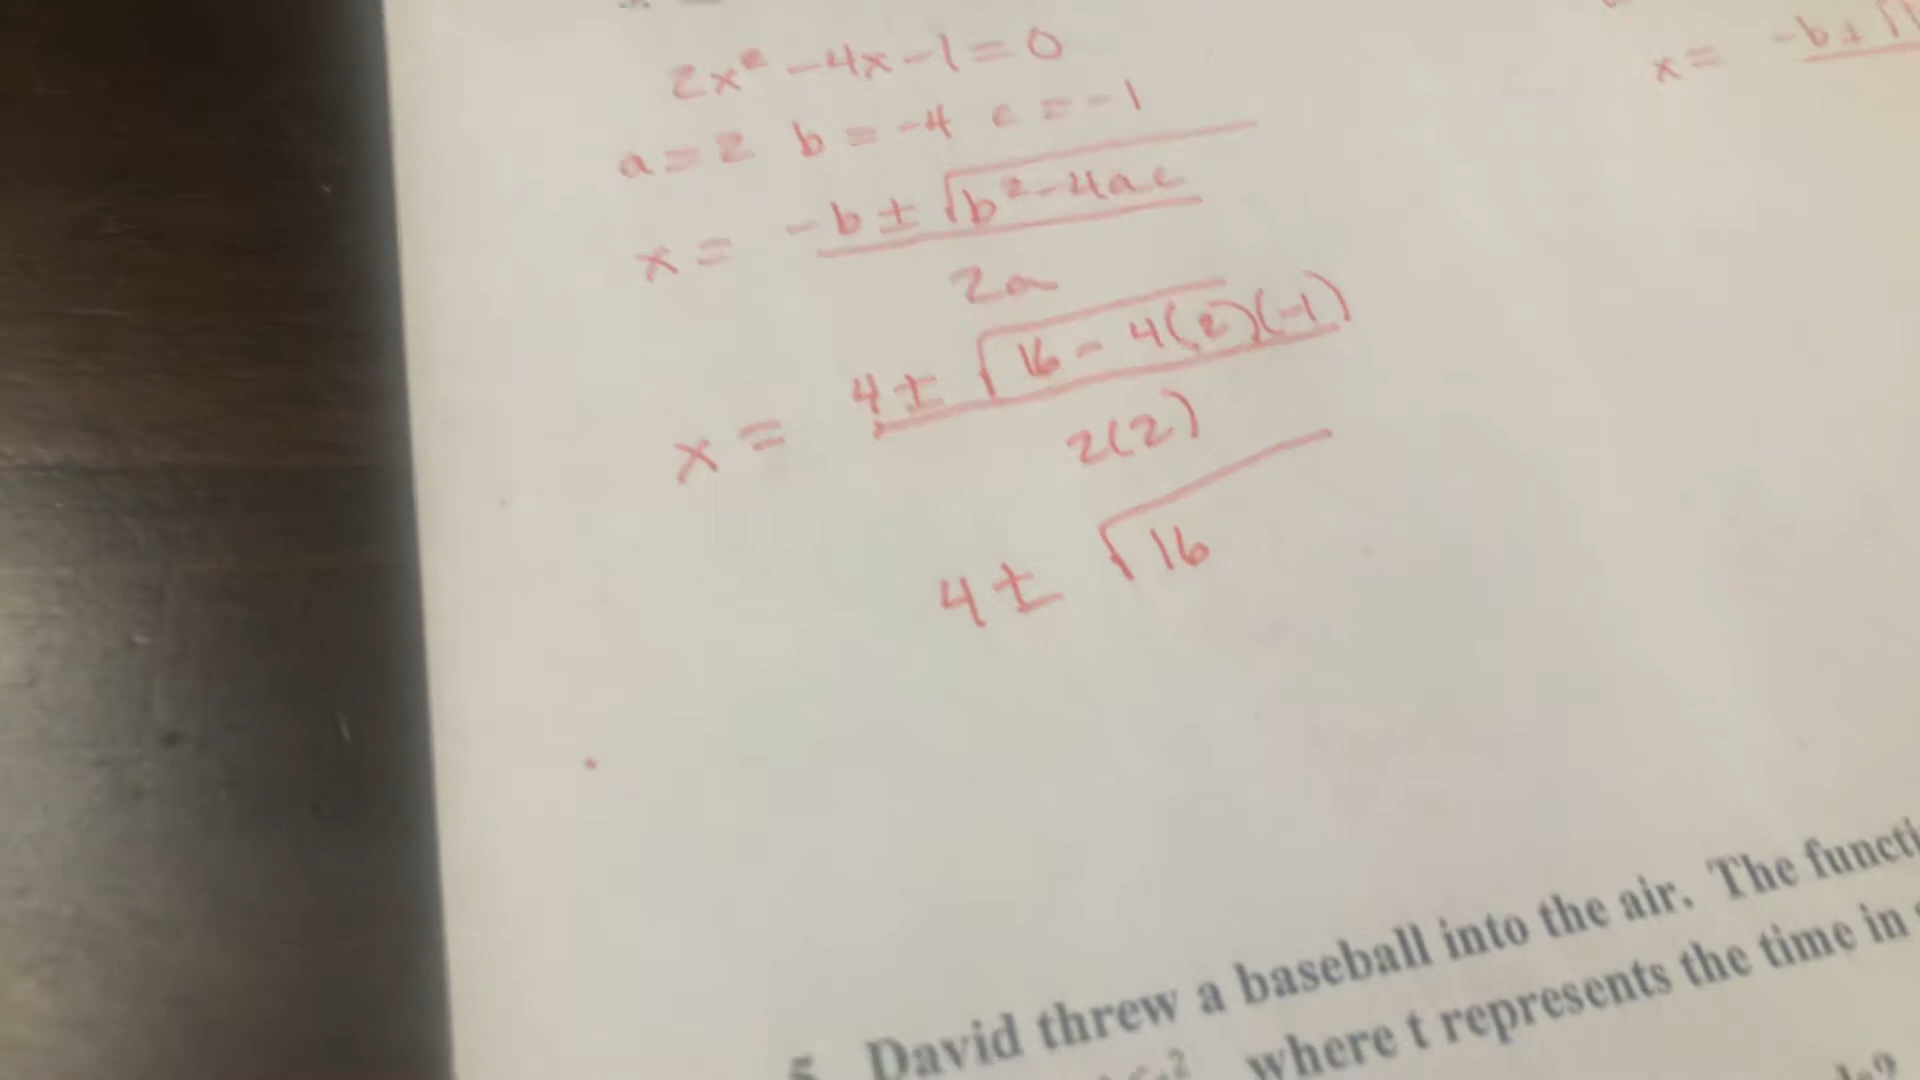 2x² -4x-1=0
a=2 b=-4 c=-1
x = -b ± √b²-4ac
2a
x = 4 ± √16 - 4(2)(-1)
2(2)
4 ± √16
x = -b ±
5. David threw a baseball into the air. The functi
where t represents the time in